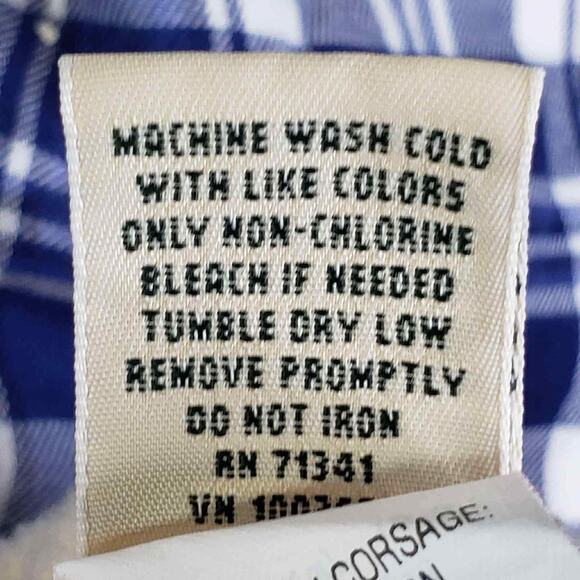 MACHINE WASH COLD
WITH LIKE COLORS
ONLY NON-CHLORINE
BLEACH IF NEEDED
TUMBLE DRY LOW
REMOVE PROMPTLY
DO NOT IRON
RN 71341
VN
CORSAGE: